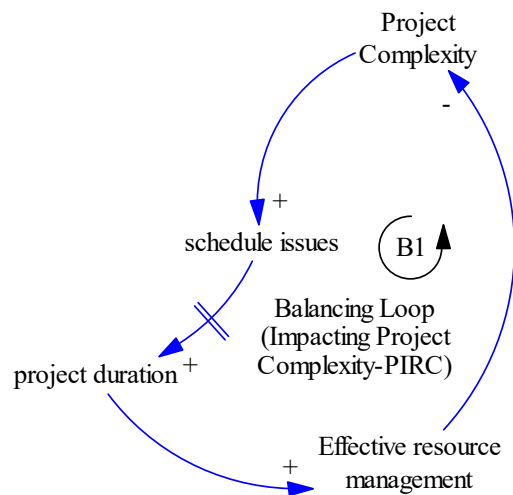 Project
Complexity
-
+
schedule issues
B1
Balancing Loop
(Impacting Project
Complexity-PIRC)
+
project duration
+
Effective resource
management